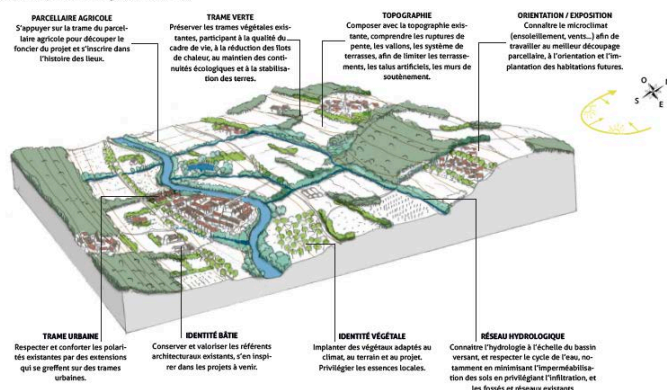 PARCELLAIRE AGRICOLE
S'appuyer sur la trame du parcel-
laire agricole pour découper le
foncier du projet et s'inscrire dans
l'histoire des lieux.
TRAME VERTE
Préserver les trames végétales exis-
tantes, participant à la qualité du
cadre de vie, à la réduction des îlots
de chaleur, au maintien des conti-
nuités écologiques et à la stabilisa-
tion des terres.
TOPOGRAPHIE
Composer avec la topographie exis-
tante, comprendre les ruptures de
pente, les vallons, les système de
terrasses, afin de limiter les terrasse-
ments, les talus artificiels, les murs de
soutènement.
ORIENTATION / EXPOSITION
Connaître le microclimat
(ensoleillement, vents...) afin de
travailler au meilleur découpage
parcellaire, à l'orientation et l'im-
plantation des habitations futures.
O
S
E
TRAME URBAINE
Respecter et conforter les polari-
tés existantes par des extensions
qui se greffent sur des trames
urbaines.
IDENTITÉ BÂTIE
Conserver et valoriser les référents
architecturaux existants, s'en inspi-
rer dans les projets à venir.
IDENTITÉ VÉGÉTALE
Implanter des végétaux adaptés au
climat, au terrain et au projet.
Privilégier les essences locales.
RÉSEAU HYDROLOGIQUE
Connaitre l'hydrologie à l'échelle du bassin
versant, et respecter le cycle de l'eau, no-
tamment en minimisant l'imperméabilisa-
tion des sols en privilégiant l'infiltration, et
les fossés et réseaux existants